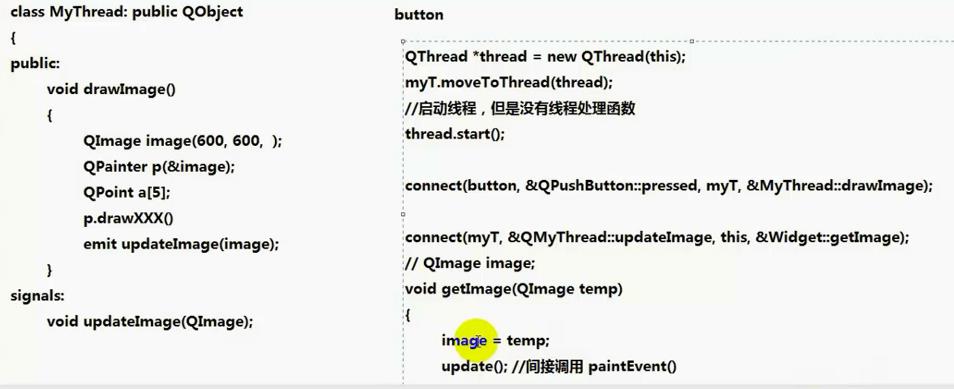 class MyThread: public QObject
{
public:
void drawImage()
{
QImage image(600, 600, );
QPainter p(&image);
QPoint a[5];
p.drawXXX()
emit updateImage(image);
}
signals:
void updateImage(QImage);
button
QThread *thread = new QThread(this);
myT.moveToThread(thread);
//启动线程，但是没有线程处理函数
thread.start();
connect(button, &QPushButton::pressed, myT, &MyThread::drawImage);
connect(myT, &QMyThread::updateImage, this, &Widget::getImage);
// QImage image;
void getImage(QImage temp)
{
image = temp;
update(); //间接调用 paintEvent()